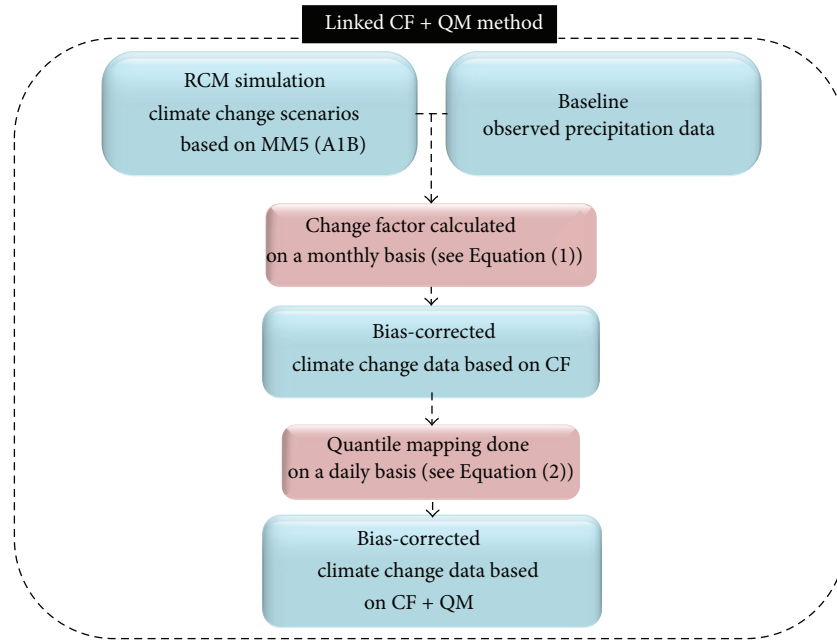 Linked CF + QM method
RCM simulation
climate change scenarios
based on MM5 (A1B)
Baseline
observed precipitation data
Change factor calculated
on a monthly basis (see Equation (1))
Bias-corrected
climate change data based on CF
Quantile mapping done
on a daily basis (see Equation (2))
Bias-corrected
climate change data based
on CF + QM